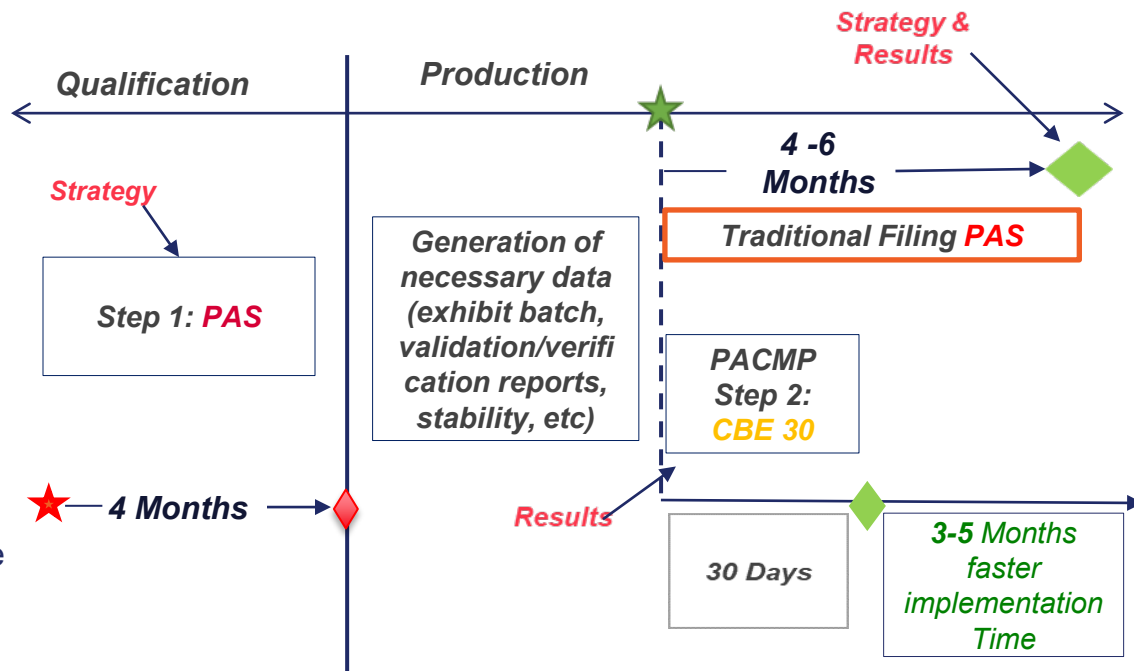 Strategy &
Results
Qualification
Production
4 -6
Months
Strategy
Traditional Filing PAS
Generation of
necessary data
(exhibit batch,
validation/verifi
cation reports,
stability, etc)
Step 1: PAS
PACMP
Step 2:
CBE 30
4 Months
Results
e
30 Days
3-5 Months
faster
implementation
Time